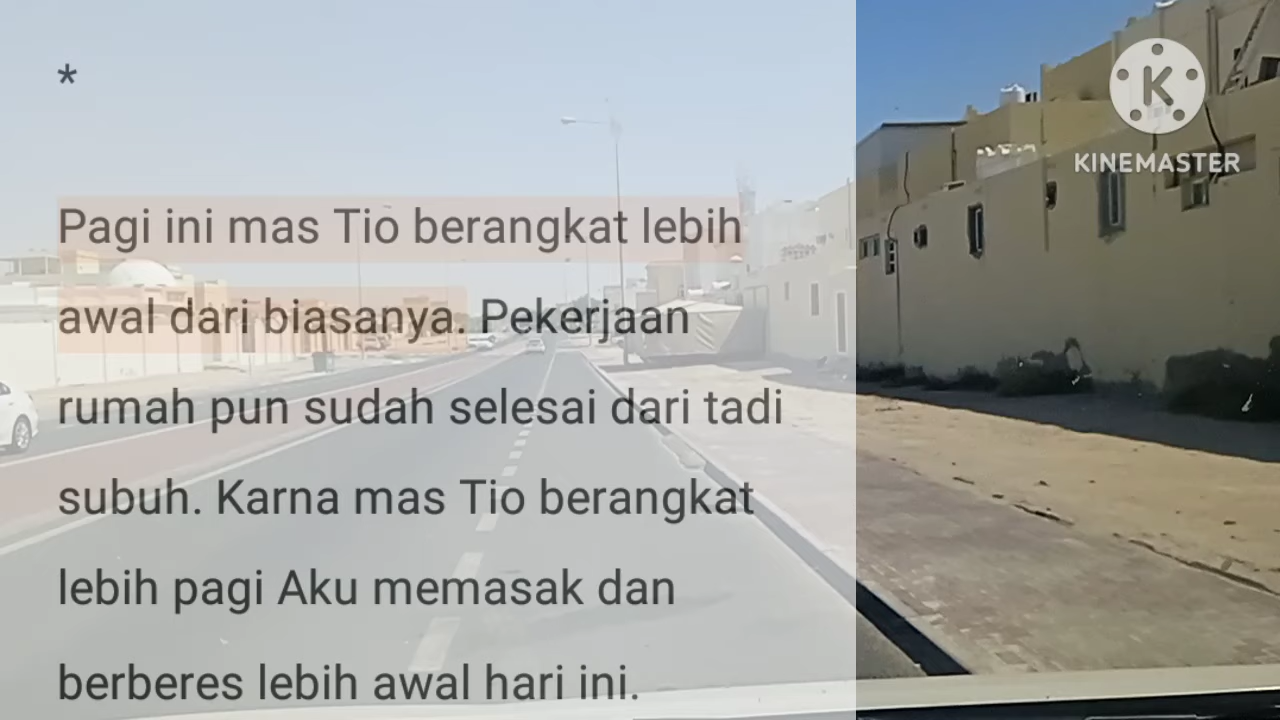 *
Pagi ini mas Tio berangkat lebih
awal dari biasanya. Pekerjaan
rumah pun sudah selesai dari tadi
subuh. Karna mas Tio berangkat
lebih pagi Aku memasak dan
berberes lebih awal hari ini.
K
KINEMASTER